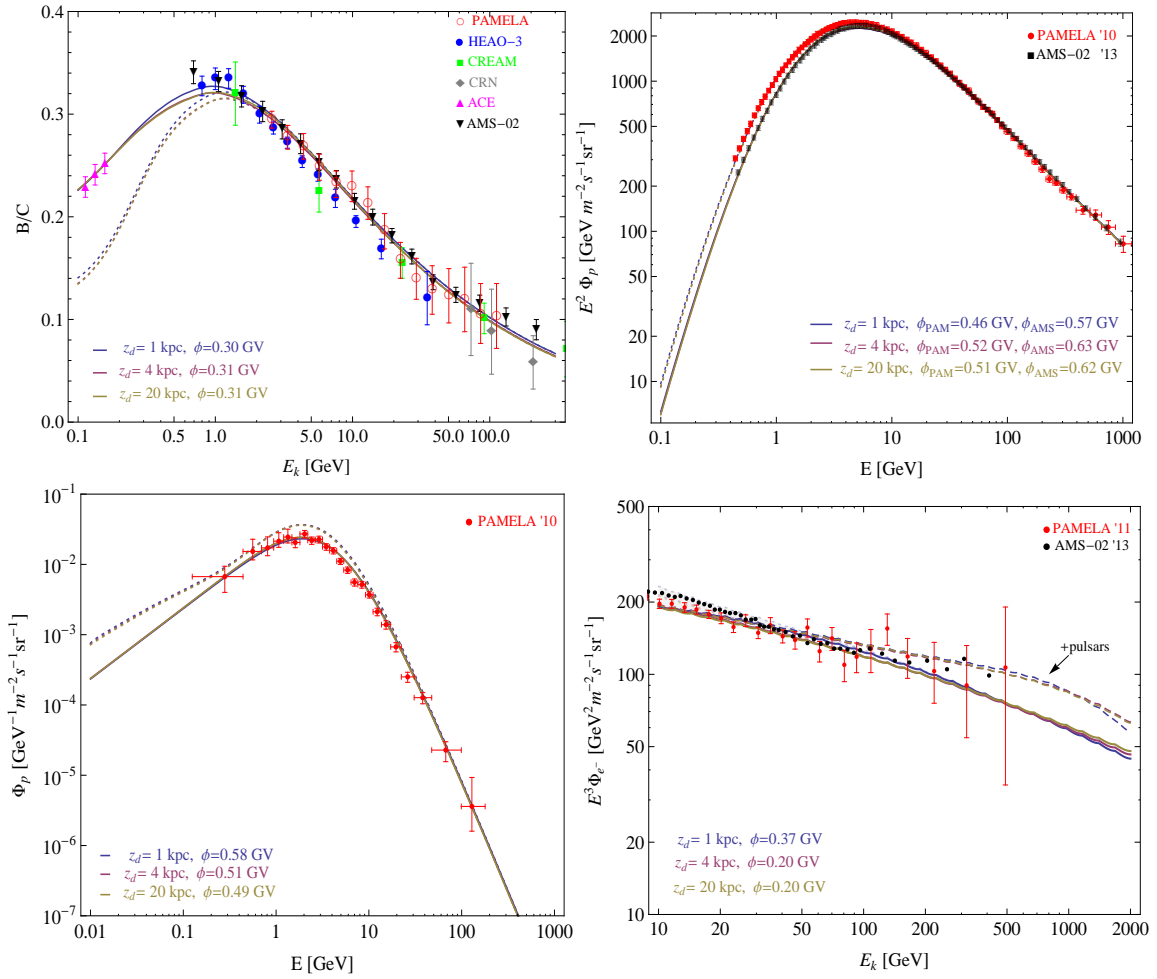 PAMELA
HEAO-3
CREAM
CRN
ACE
AMS-02
B/C
0.4
0.3
0.2
0.1
0.0
z_d= 1 kpc, ϕ=0.30 GV
z_d= 4 kpc, ϕ=0.31 GV
z_d= 20 kpc, ϕ=0.31 GV
0.1 0.5 1.0 5.0 10.0 50.0 100.0
E_k [GeV]
PAMELA '10
AMS-02 '13
E² Φ_p [GeV m⁻² s⁻¹ sr⁻¹]
2000
1000
500
200
100
50
20
10
z_d= 1 kpc, ϕ_PAM=0.46 GV, ϕ_AMS=0.57 GV
z_d= 4 kpc, ϕ_PAM=0.52 GV, ϕ_AMS=0.63 GV
z_d= 20 kpc, ϕ_PAM=0.51 GV, ϕ_AMS=0.62 GV
0.1 1 10 100 1000
E [GeV]
PAMELA '10
Φ_p [GeV⁻¹ m⁻² s⁻¹ sr⁻¹]
10⁻¹
10⁻²
10⁻³
10⁻⁴
10⁻⁵
10⁻⁶
10⁻⁷
z_d= 1 kpc, ϕ=0.58 GV
z_d= 4 kpc, ϕ=0.51 GV
z_d= 20 kpc, ϕ=0.49 GV
0.01 0.1 1 10 100 1000
E [GeV]
PAMELA '11
AMS-02 '13
E³Φ_e⁻ [GeV² m⁻² s⁻¹ sr⁻¹]
500
200
100
50
20
10
+pulsars
z_d= 1 kpc, ϕ=0.37 GV
z_d= 4 kpc, ϕ=0.20 GV
z_d= 20 kpc, ϕ=0.20 GV
10 20 50 100 200 500 1000 2000
E_k [GeV]